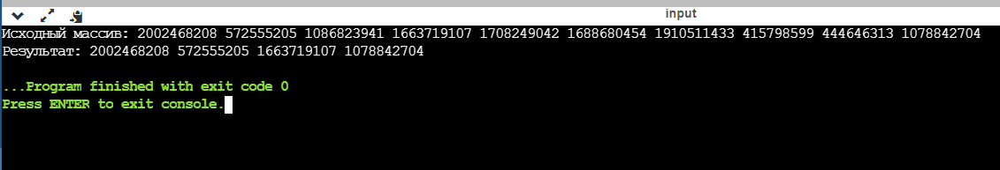 input
Исходный массив: 2002468208 572555205 1086823941 1663719107 1708249042 1688680454 1910511433 415798599 444646313 1078842704
Результат: 2002468208 572555205 1663719107 1078842704
...Program finished with exit code 0
Press ENTER to exit console.